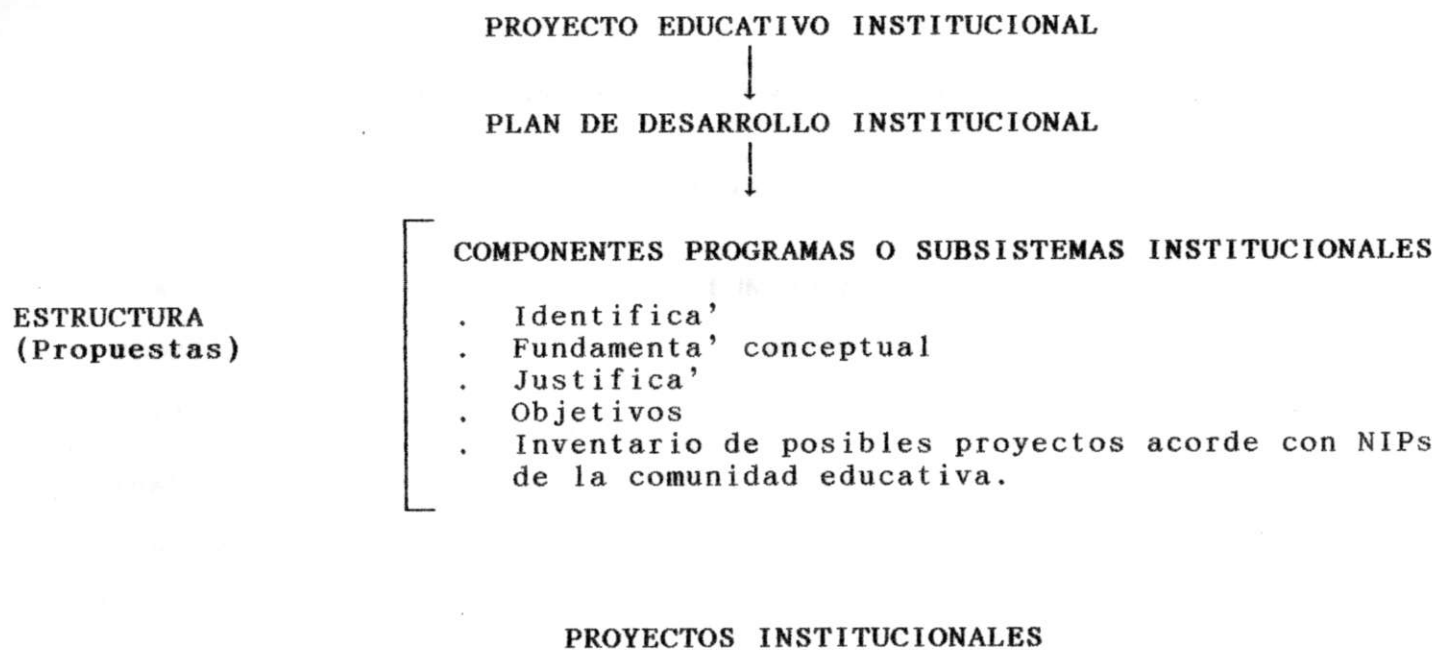 PROYECTO EDUCATIVO INSTITUCIONAL
PLAN DE DESARROLLO INSTITUCIONAL
COMPONENTES PROGRAMAS O SUBSISTEMAS INSTITUCIONALES
ESTRUCTURA
(Propuestas)
. Identifica’
. Fundamenta’ conceptual
. Justifica’
. Objetivos
. Inventario de posibles proyectos acorde con NIPs
de la comunidad educativa.
PROYECTOS INSTITUCIONALES